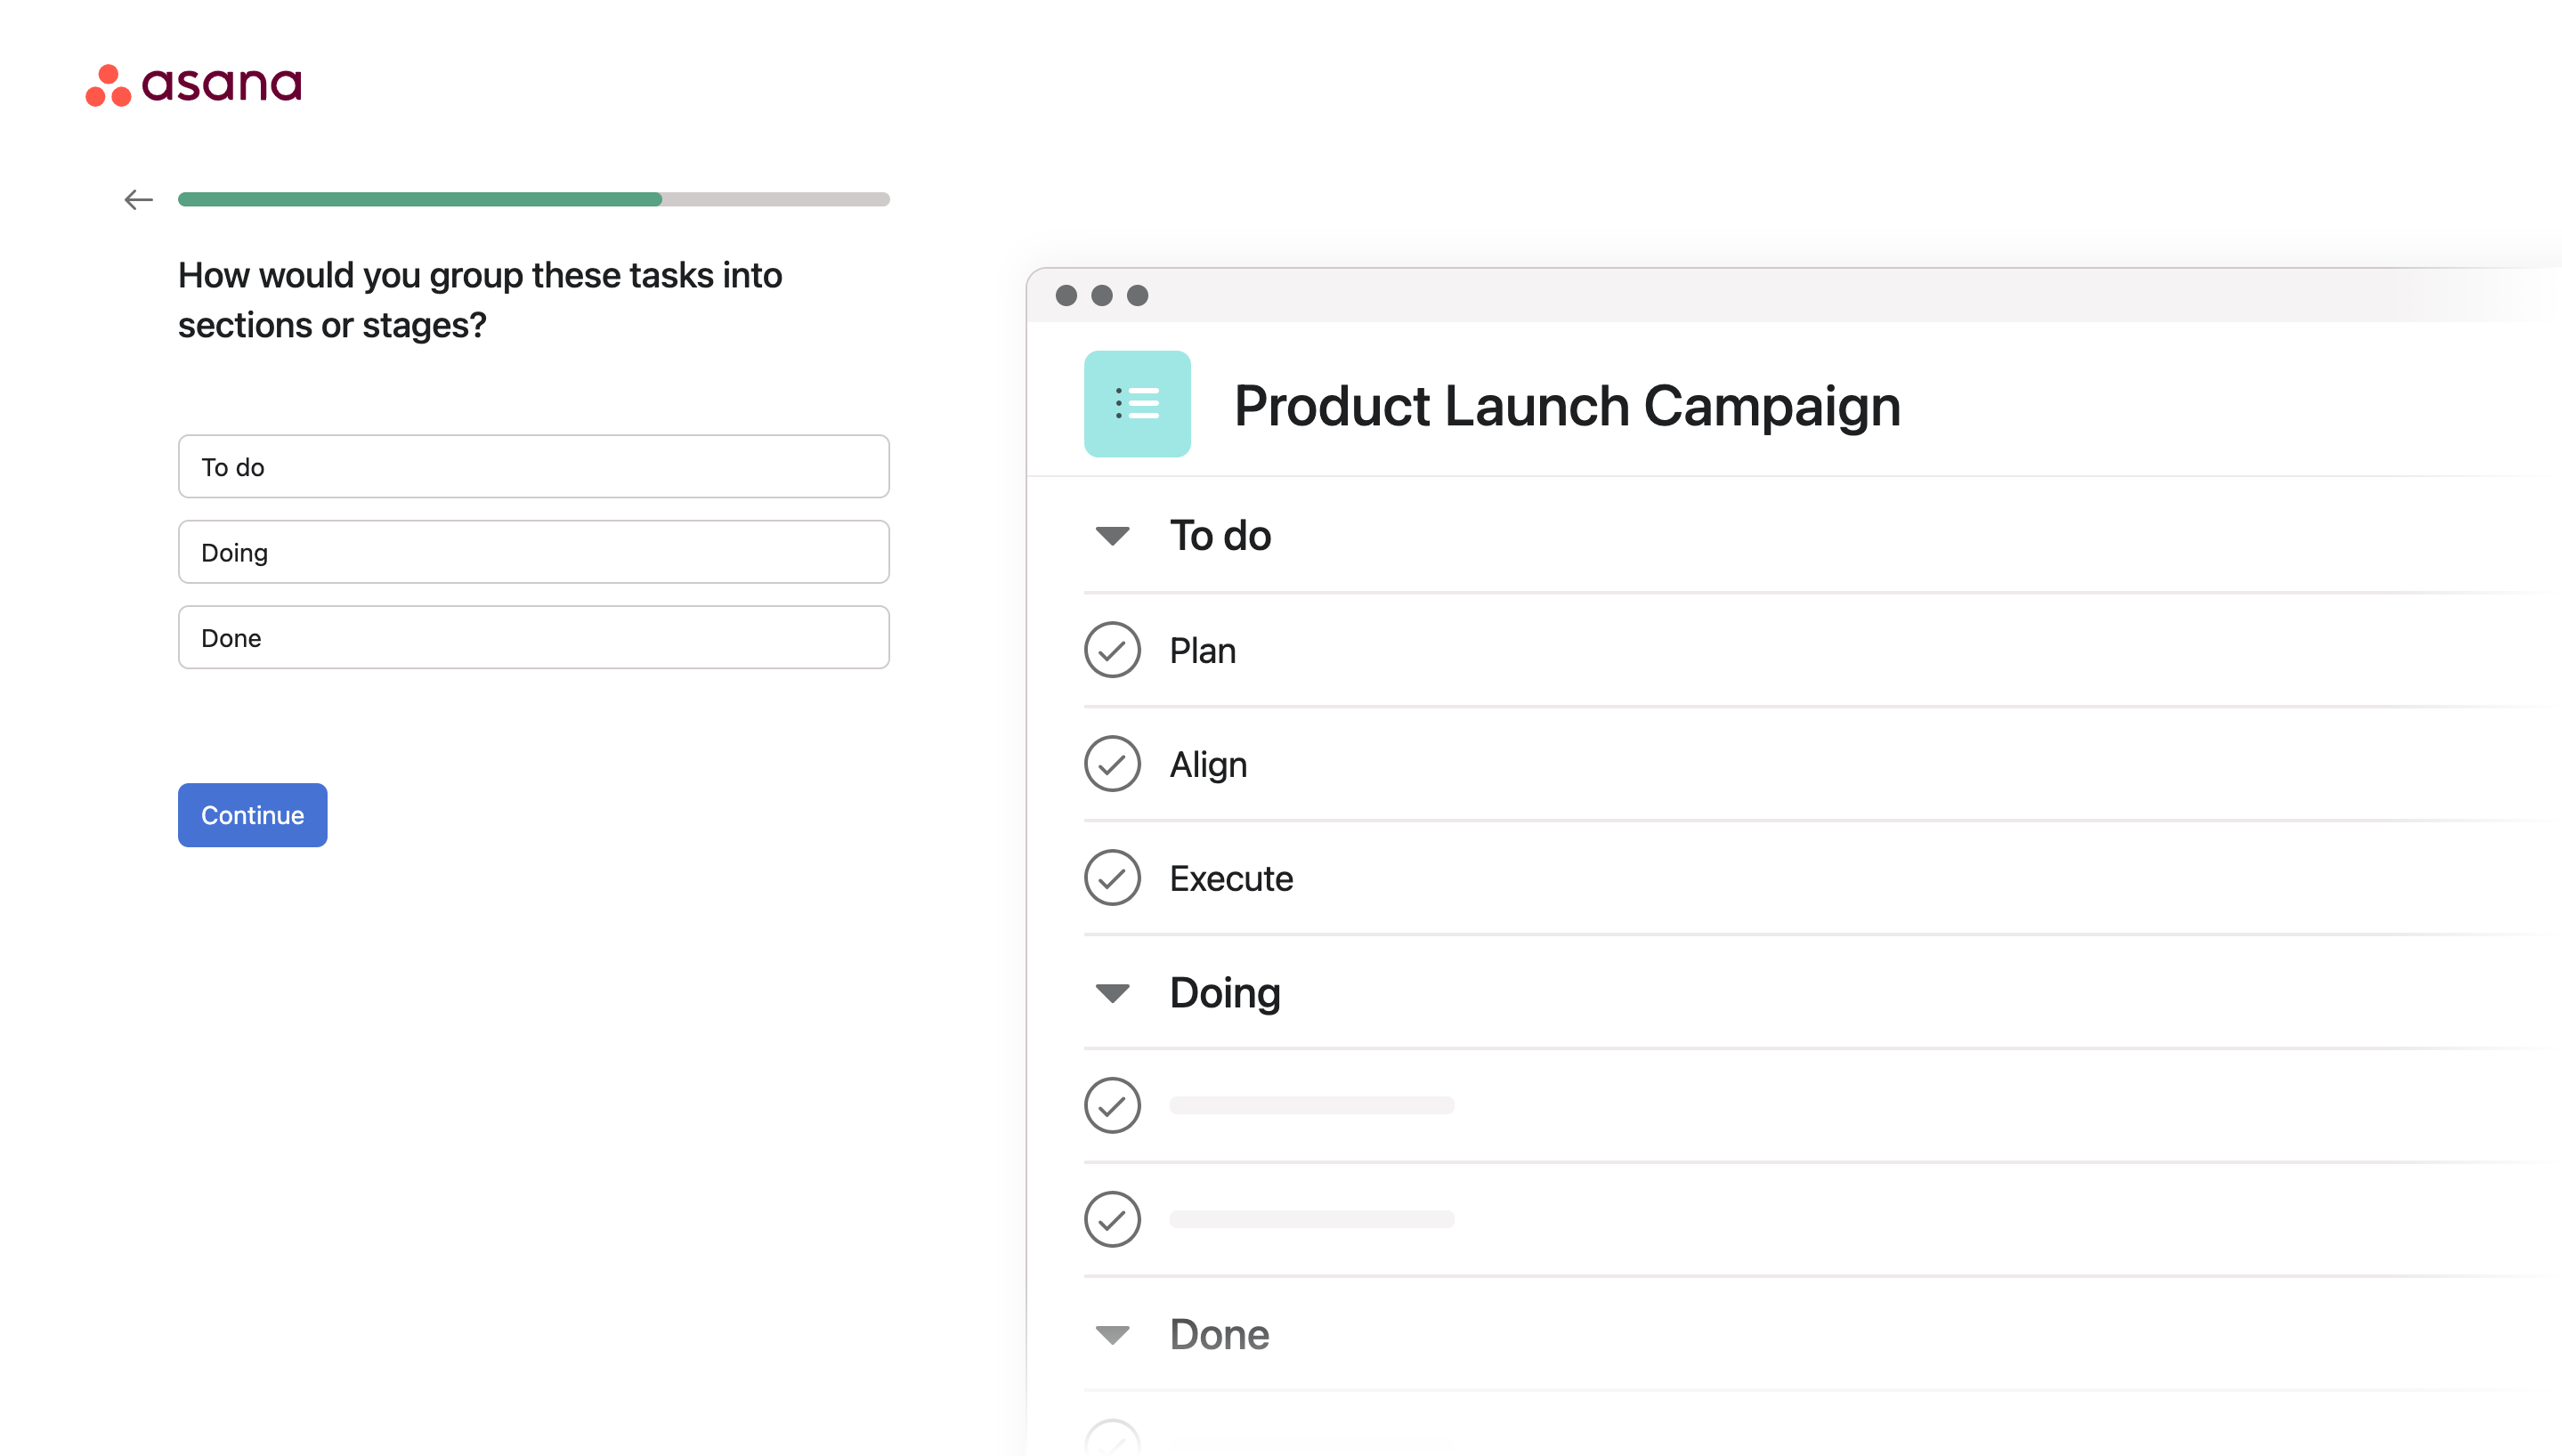 asana
How would you group these tasks into
sections or stages?
To do
Doing
Done
Continue
Product Launch Campaign
To do
Plan
Align
Execute
Doing
Done